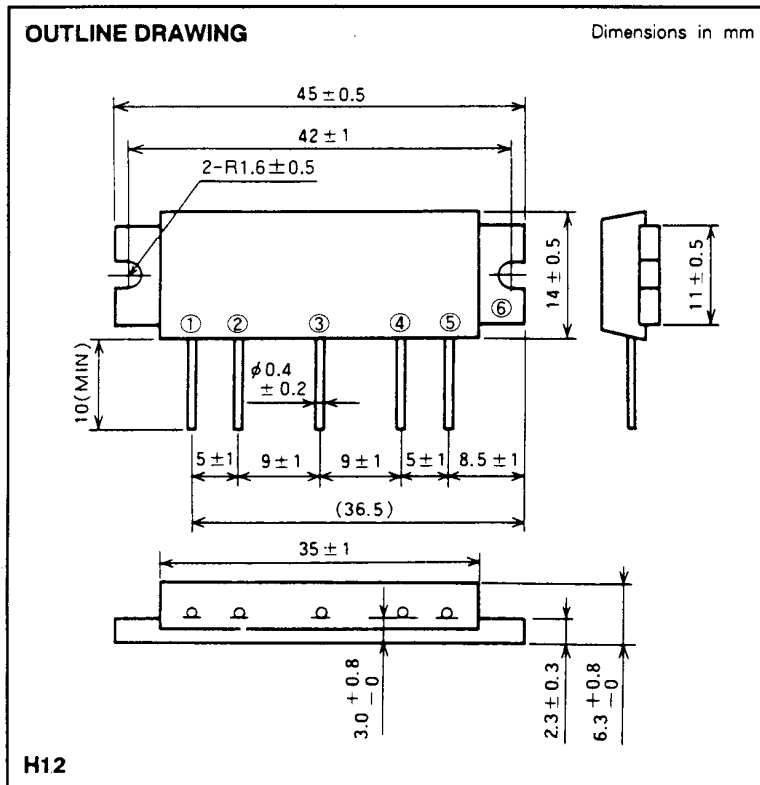 OUTLINE DRAWING
Dimensions in mm
45±0.5
42±1
2-R1.6±0.5
14±0.5
11±0.5
① ② ③ ④ ⑤ ⑥
10(MIN)
ϕ0.4
±0.2
5±1 9±1 9±1 5±1 8.5±1
(36.5)
35±1
3.0 +0.8
−0
2.3±0.3
6.3 +0.8
−0
H12